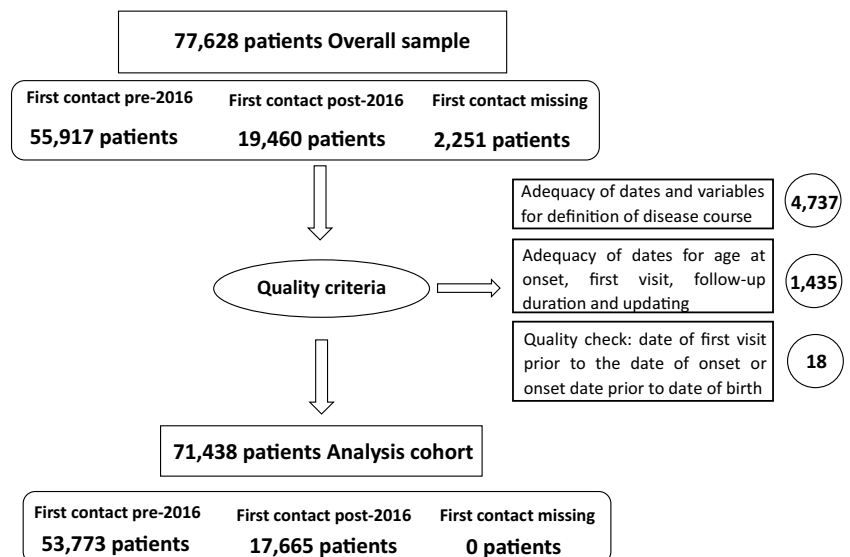 77,628 patients Overall sample
First contact pre-2016
First contact post-2016
First contact missing
55,917 patients
19,460 patients
2,251 patients
Adequacy of dates and variables
for definition of disease course
4,737
Quality criteria
Adequacy of dates for age at
onset, first visit, follow-up
duration and updating
1,435
Quality check: date of first visit
prior to the date of onset or
onset date prior to date of birth
18
71,438 patients Analysis cohort
First contact pre-2016
First contact post-2016
First contact missing
53,773 patients
17,665 patients
0 patients